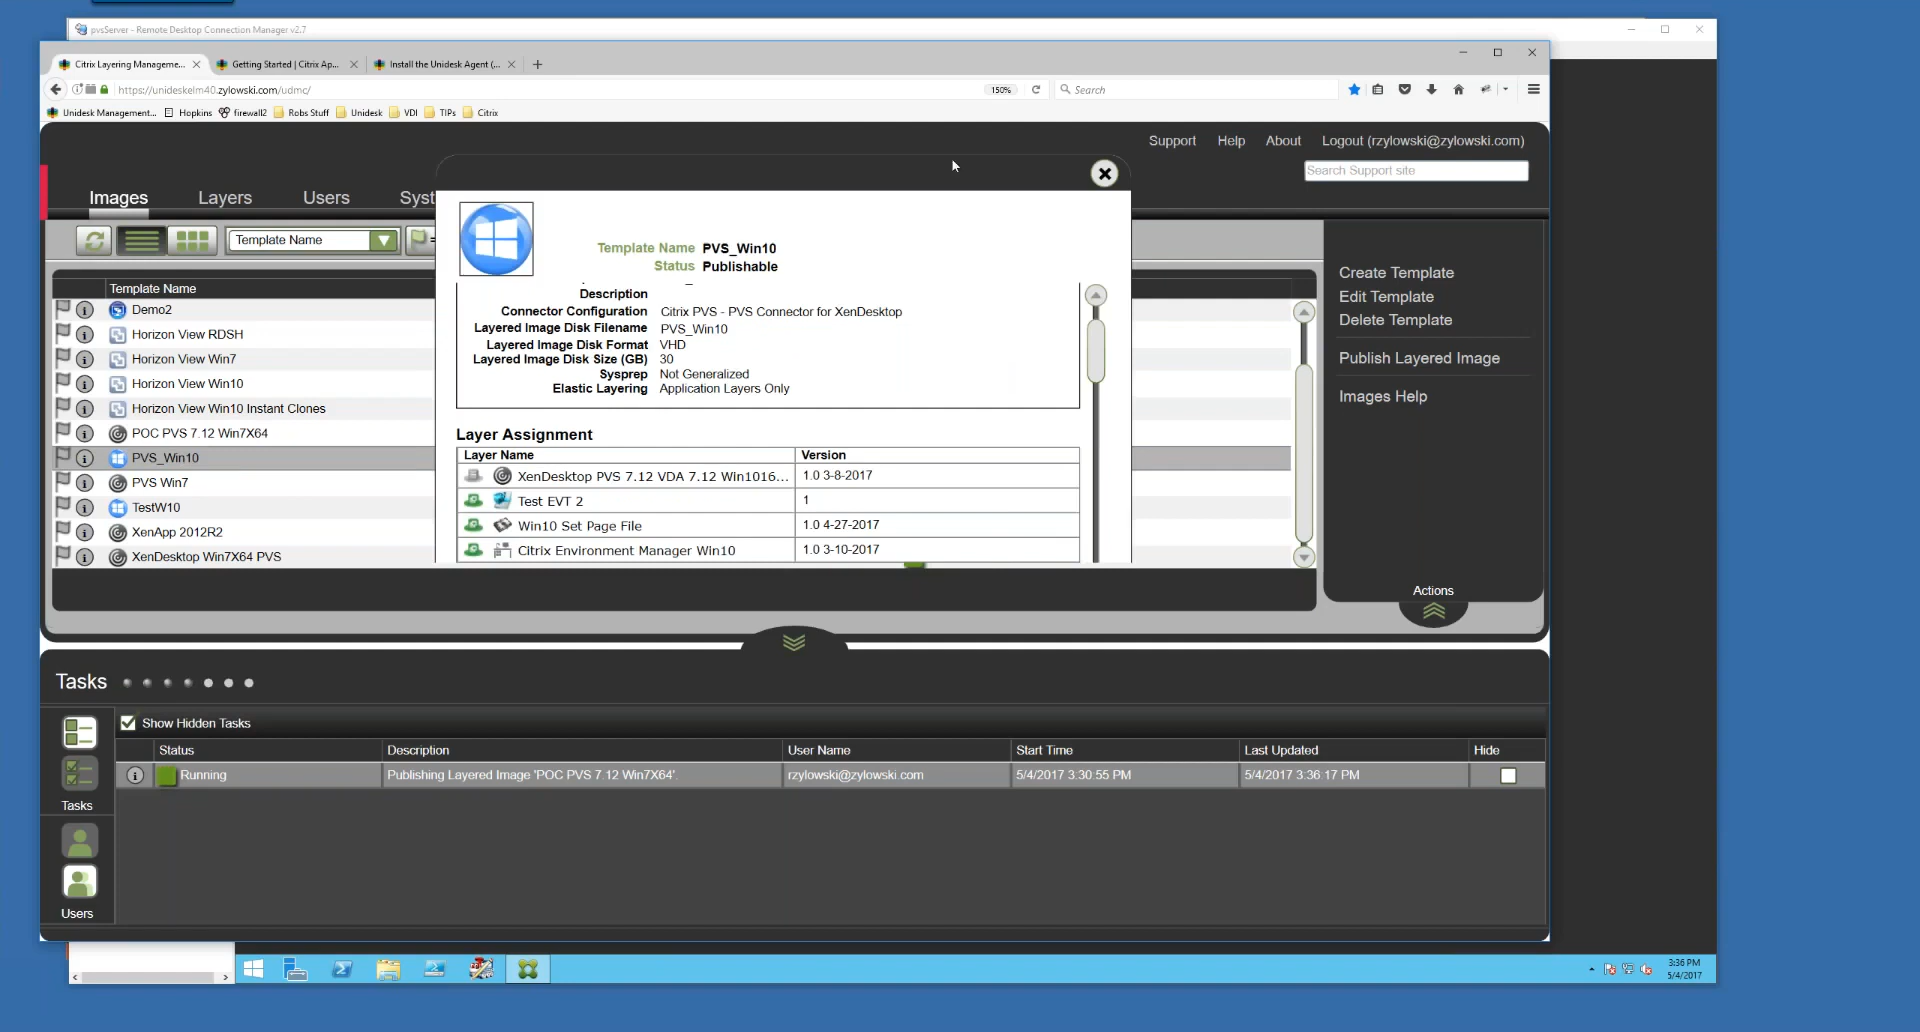 pvsServer - Remote Desktop Connection Manager v2.7
Citrix Layering Manageme...
Getting Started | Citrix Ap...
Install the Unidesk Agent (...
https://unideskelm40.zylowski.com/udmc/
150%
Search
Unidesk Management...
Hopkins
firewall2
Robs Stuff
Unidesk
VDI
TIPs
Citrix
Support Help About Logout (rzylowski@zylowski.com)
Search Support site
Images Layers Users Syst
Template Name
Template Name
Demo2
Horizon View RDSH
Horizon View Win7
Horizon View Win10
Horizon View Win10 Instant Clones
POC PVS 7.12 Win7X64
PVS_Win10
PVS Win7
TestW10
XenApp 2012R2
XenDesktop Win7X64 PVS
Template Name PVS_Win10
Status Publishable
Description
Connector Configuration Citrix PVS - PVS Connector for XenDesktop
Layered Image Disk Filename PVS_Win10
Layered Image Disk Format VHD
Layered Image Disk Size (GB) 30
Sysprep Not Generalized
Elastic Layering Application Layers Only
Layer Assignment
Layer Name Version
XenDesktop PVS 7.12 VDA 7.12 Win1016... 1.0 3-8-2017
Test EVT 2 1
Win10 Set Page File 1.0 4-27-2017
Citrix Environment Manager Win10 1.0 3-10-2017
Create Template
Edit Template
Delete Template
Publish Layered Image
Images Help
Actions
Tasks
Show Hidden Tasks
Status Description User Name Start Time Last Updated Hide
Running Publishing Layered Image 'POC PVS 7.12 Win7X64'. rzylowski@zylowski.com 5/4/2017 3:30:55 PM 5/4/2017 3:36:17 PM
Tasks
Users
3:36 PM
5/4/2017